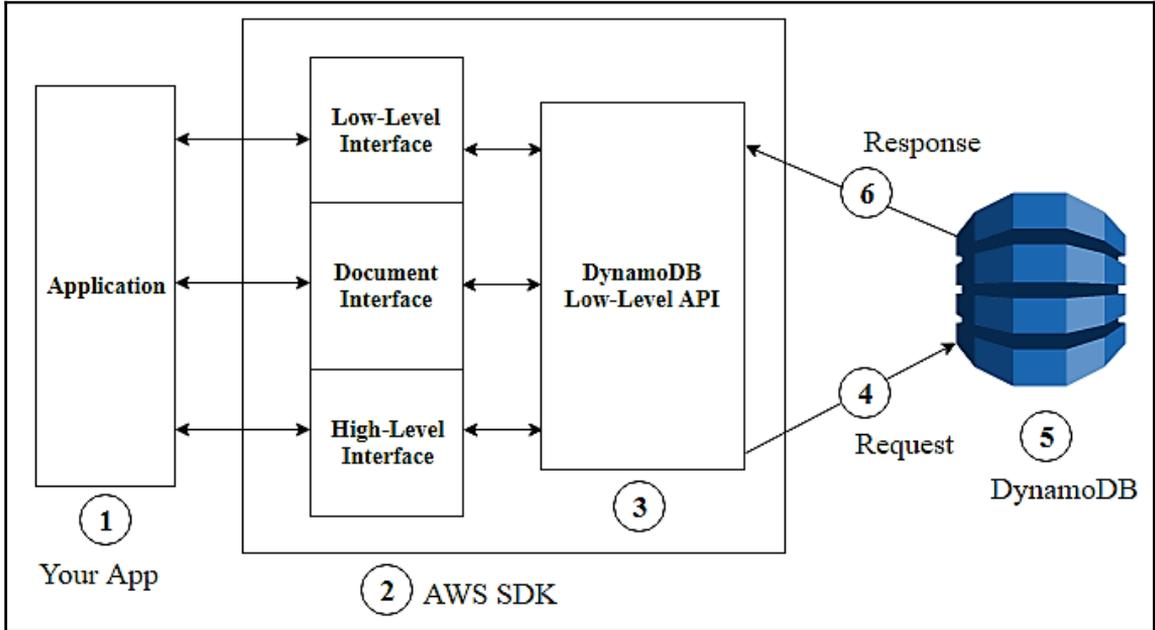 Low-Level
Interface
Response
6
Application
Document
Interface
DynamoDB
Low-Level API
4
Request
High-Level
Interface
5
DynamoDB
3
1
Your App
2 AWS SDK